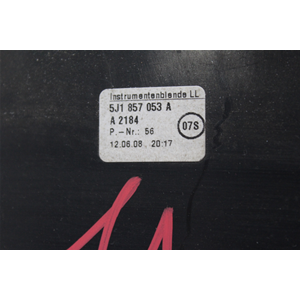 Instrumentenblende LL
5J1 857 053 A
A 2184
07S
P.-Nr.: 56
12.06.08. 20:17